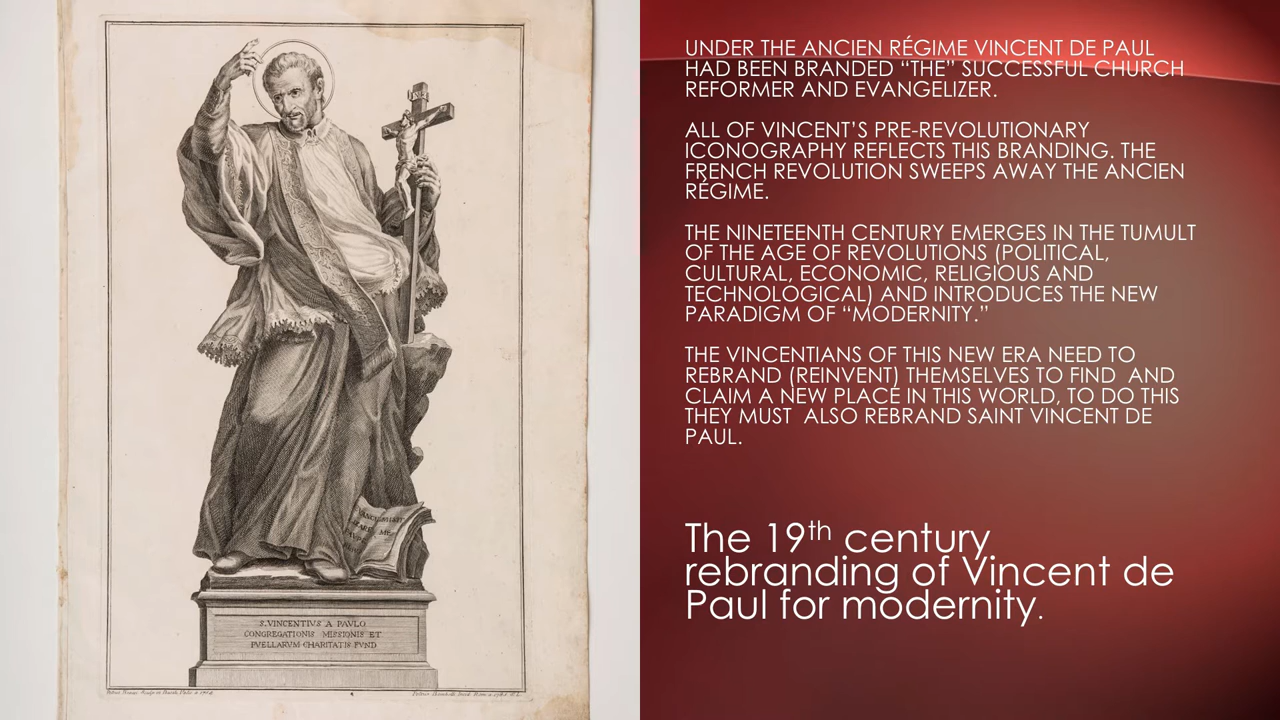 UNDER THE ANCIEN RÉGIME VINCENT DE PAUL
HAD BEEN BRANDED “THE” SUCCESSFUL CHURCH
REFORMER AND EVANGELIZER.
ALL OF VINCENT’S PRE-REVOLUTIONARY
ICONOGRAPHY REFLECTS THIS BRANDING. THE
FRENCH REVOLUTION SWEEPS AWAY THE ANCIEN
RÉGIME.
THE NINETEENTH CENTURY EMERGES IN THE TUMULT
OF THE AGE OF REVOLUTIONS (POLITICAL,
CULTURAL, ECONOMIC, RELIGIOUS AND
TECHNOLOGICAL) AND INTRODUCES THE NEW
PARADIGM OF “MODERNITY.”
THE VINCENTIANS OF THIS NEW ERA NEED TO
REBRAND (REINVENT) THEMSELVES TO FIND AND
CLAIM A NEW PLACE IN THIS WORLD, TO DO THIS
THEY MUST ALSO REBRAND SAINT VINCENT DE
PAUL.
The 19th century
rebranding of Vincent de
Paul for modernity.
INRI
S. VINCENTIVS A PAVLO
CONGREGATIONIS MISSIONIS ET
PVELLARVM CHARITATIS FVND